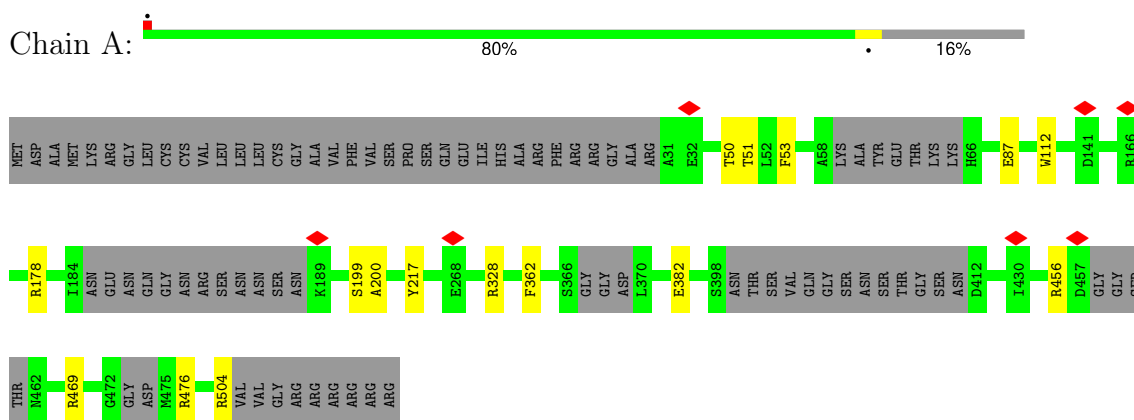 Chain A:
80%
16%
MET ASP ALA MET LYS ARG GLY LEU CYS CYS VAL LEU LEU LEU CYS GLY ALA VAL PHE VAL SER PRO SER GLN GLU ILE HIS ALA ARG PHE ARG ARG GLY ALA ARG A31 E32 T50 T51 L52 F53 A58 LYS ALA TYR GLU THR LYS LYS H66 E87 W112 D141 R166
R178 I184 ASN GLU ASN GLN GLY ASN ARG SER ASN ASN SER ASN K189 S199 A200 Y217 E268 R328 F362 S366 GLY GLY ASP L370 E382 S398 ASN THR SER VAL GLN GLY SER ASN SER THR GLY SER ASN D412 I430 R456 D457 GLY GLY
THR N462 R469 G472 GLY ASP M475 R476 R504 VAL VAL GLY ARG ARG ARG ARG ARG